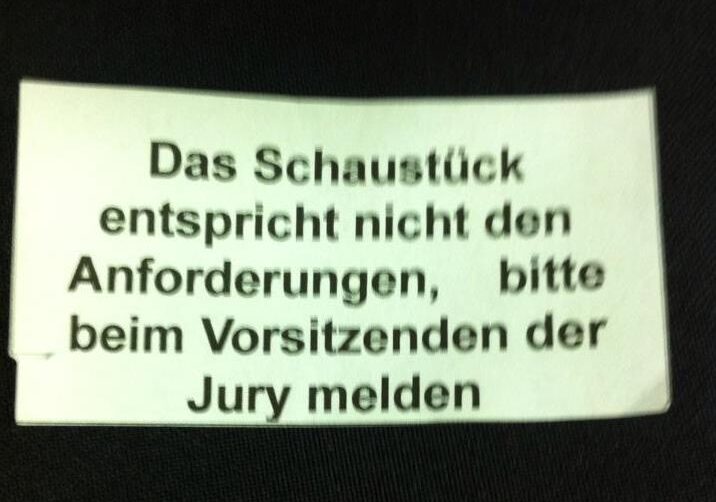 Das Schaustück
entspricht nicht den
Anforderungen, bitte
beim Vorsitzenden der
Jury melden